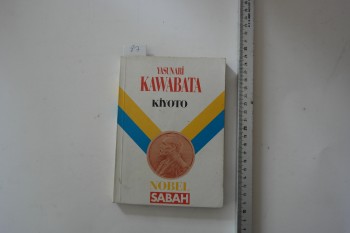 YASUNARİ
KAWABATA
KİYOTO
NOBEL
SABAH